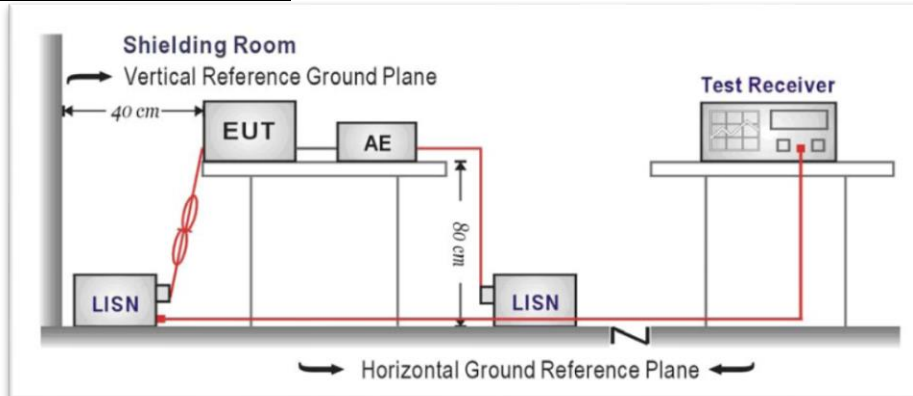 Shielding Room
Vertical Reference Ground Plane
40 cm
EUT
AE
Test Receiver
80 cm
LISN
LISN
Horizontal Ground Reference Plane